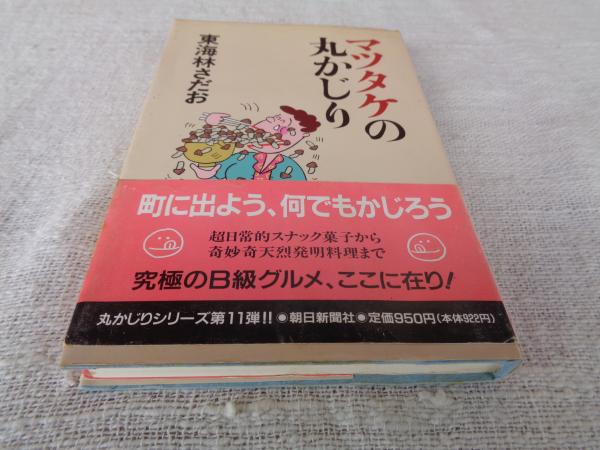 マツタケの
丸かじり
東海林さだお
町に出よう、何でもかじろう
超日常的スナック菓子から
奇妙奇天烈発明料理まで
究極のB級グルメ、ここに在り!
丸かじりシリーズ第11弾!!●朝日新聞社●定価950円(本体922円)